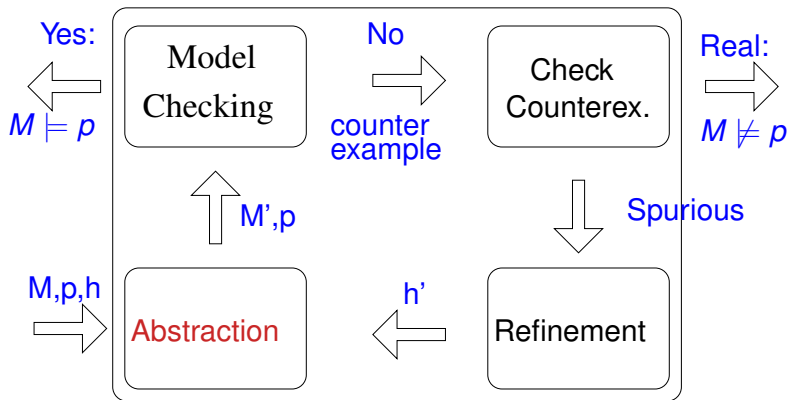 Yes:
M ⊨ p
Model
Checking
No
counter
example
Check
Counterex.
Real:
M ⊭ p
M',p
Spurious
M,p,h
Abstraction
h'
Refinement